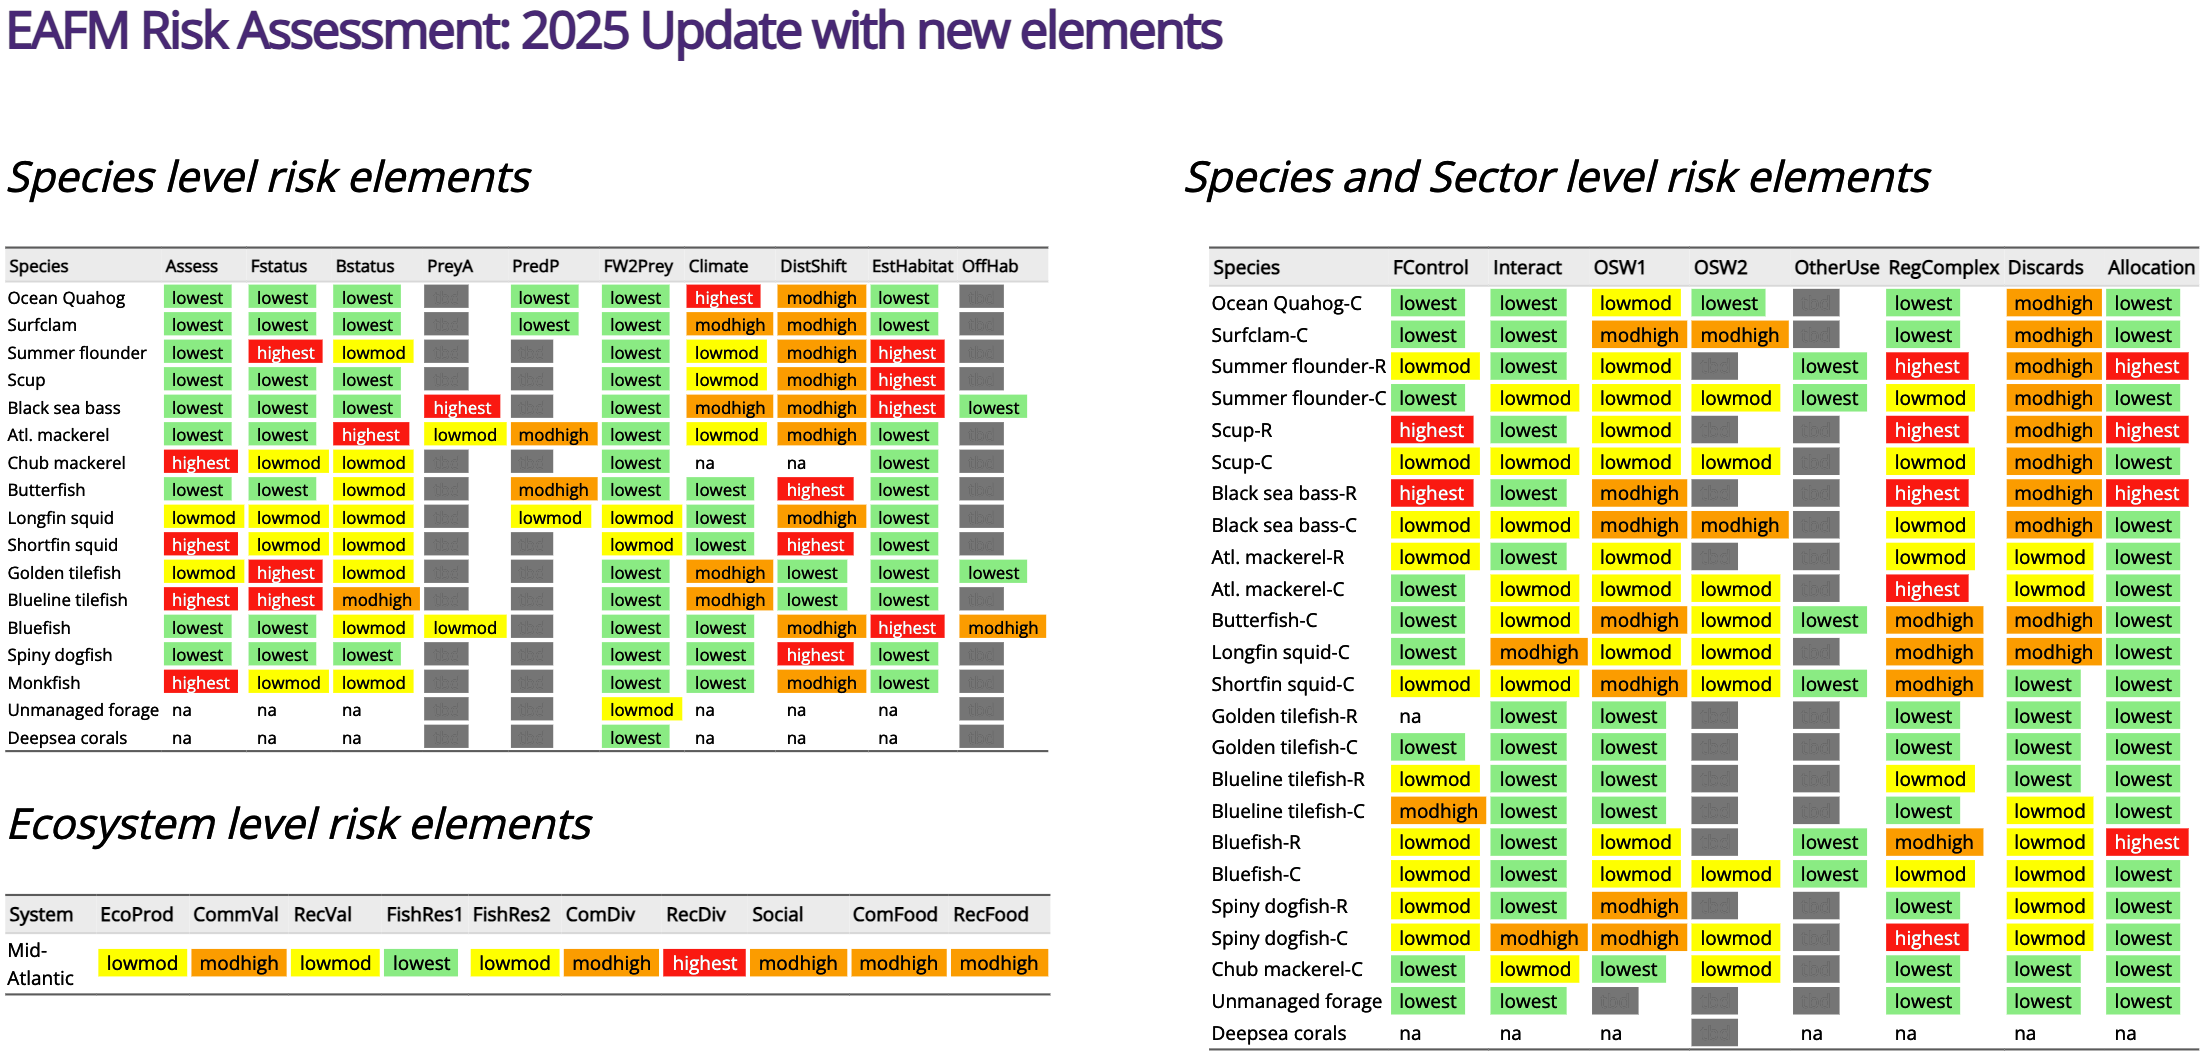 EAFM Risk Assessment: 2025 Update with new elements
Species level risk elements
Species Assess Fstatus Bstatus PreyA PredP FW2Prey Climate DistShift EstHabitat OffHab
Ocean Quahog lowest lowest lowest tbd lowest lowest highest modhigh lowest tbd
Surfclam lowest lowest lowest tbd lowest lowest modhigh modhigh lowest tbd
Summer flounder lowest highest lowmod tbd tbd lowest lowmod modhigh highest tbd
Scup lowest lowest lowest tbd tbd lowest lowmod modhigh highest tbd
Black sea bass lowest lowest lowest highest tbd lowest modhigh modhigh highest lowest
Atl. mackerel lowest lowest highest lowmod modhigh lowest lowmod modhigh lowest tbd
Chub mackerel highest lowmod lowmod tbd tbd lowest na na lowest tbd
Butterfish lowest lowest lowmod tbd modhigh lowest lowest highest lowest tbd
Longfin squid lowmod lowmod lowmod tbd lowmod lowmod lowest modhigh lowest tbd
Shortfin squid highest lowmod lowmod tbd tbd lowmod lowest highest lowest tbd
Golden tilefish lowmod highest lowmod tbd tbd lowest modhigh lowest lowest lowest
Blueline tilefish highest highest modhigh tbd tbd lowest modhigh lowest lowest tbd
Bluefish lowest lowest lowmod lowmod tbd lowest lowest modhigh highest modhigh
Spiny dogfish lowest lowest lowest tbd tbd lowest lowest highest lowest tbd
Monkfish highest lowmod lowmod tbd tbd lowest lowest modhigh lowest tbd
Unmanaged forage na na na tbd tbd lowmod na na na tbd
Deepsea corals na na na tbd tbd lowest na na na tbd
Ecosystem level risk elements
System EcoProd CommVal RecVal FishRes1 FishRes2 ComDiv RecDiv Social ComFood RecFood
Mid-
Atlantic lowmod modhigh lowmod lowest lowmod modhigh highest modhigh modhigh modhigh
Species and Sector level risk elements
Species FControl Interact OSW1 OSW2 OtherUse RegComplex Discards Allocation
Ocean Quahog-C lowest lowest lowmod lowest tbd lowest modhigh lowest
Surfclam-C lowest lowest modhigh modhigh tbd lowest modhigh lowest
Summer flounder-R lowmod lowest lowmod tbd lowest highest modhigh highest
Summer flounder-C lowest lowmod lowmod lowmod lowest lowmod modhigh lowest
Scup-R highest lowest lowmod tbd tbd highest modhigh highest
Scup-C lowmod lowmod lowmod lowmod tbd lowmod modhigh lowest
Black sea bass-R highest lowest modhigh tbd tbd highest modhigh highest
Black sea bass-C lowmod lowmod modhigh modhigh tbd lowmod modhigh lowest
Atl. mackerel-R lowmod lowest lowmod tbd tbd lowmod lowmod lowest
Atl. mackerel-C lowest lowmod lowmod lowmod tbd highest lowmod lowest
Butterfish-C lowest lowmod modhigh lowmod lowest modhigh modhigh lowest
Longfin squid-C lowest modhigh lowmod lowmod tbd modhigh modhigh lowest
Shortfin squid-C lowmod lowmod modhigh lowmod lowest modhigh lowest lowest
Golden tilefish-R na lowest lowest tbd tbd lowest lowest lowest
Golden tilefish-C lowest lowest lowest tbd tbd lowest lowest lowest
Blueline tilefish-R lowmod lowest lowest tbd tbd lowmod lowest lowest
Blueline tilefish-C modhigh lowest lowest tbd tbd lowest lowmod lowest
Bluefish-R lowmod lowest lowmod tbd lowest modhigh lowmod highest
Bluefish-C lowmod lowest lowmod lowmod lowest lowmod lowmod lowest
Spiny dogfish-R lowmod lowest modhigh tbd tbd lowest lowmod lowest
Spiny dogfish-C lowmod modhigh modhigh lowmod tbd highest lowmod lowest
Chub mackerel-C lowest lowmod lowest lowmod tbd lowest lowest lowest
Unmanaged forage lowest lowest tbd tbd tbd lowest lowest lowest
Deepsea corals na na na tbd na na na na